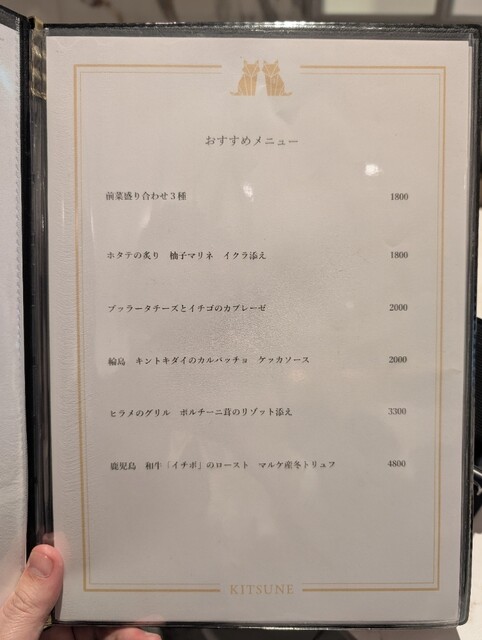 おすすめメニュー
前菜盛り合わせ３種 1800
ホタテの炙り 柚子マリネ イクラ添え 1800
ブッラータチーズとイチゴのカプレーゼ 2000
輪島 キントキダイのカルパッチョ ケッカソース 2000
ヒラメのグリル ポルチーニ茸のリゾット添え 3300
鹿児島 和牛「イチボ」のロースト マルケ産冬トリュフ 4800
KITSUNE